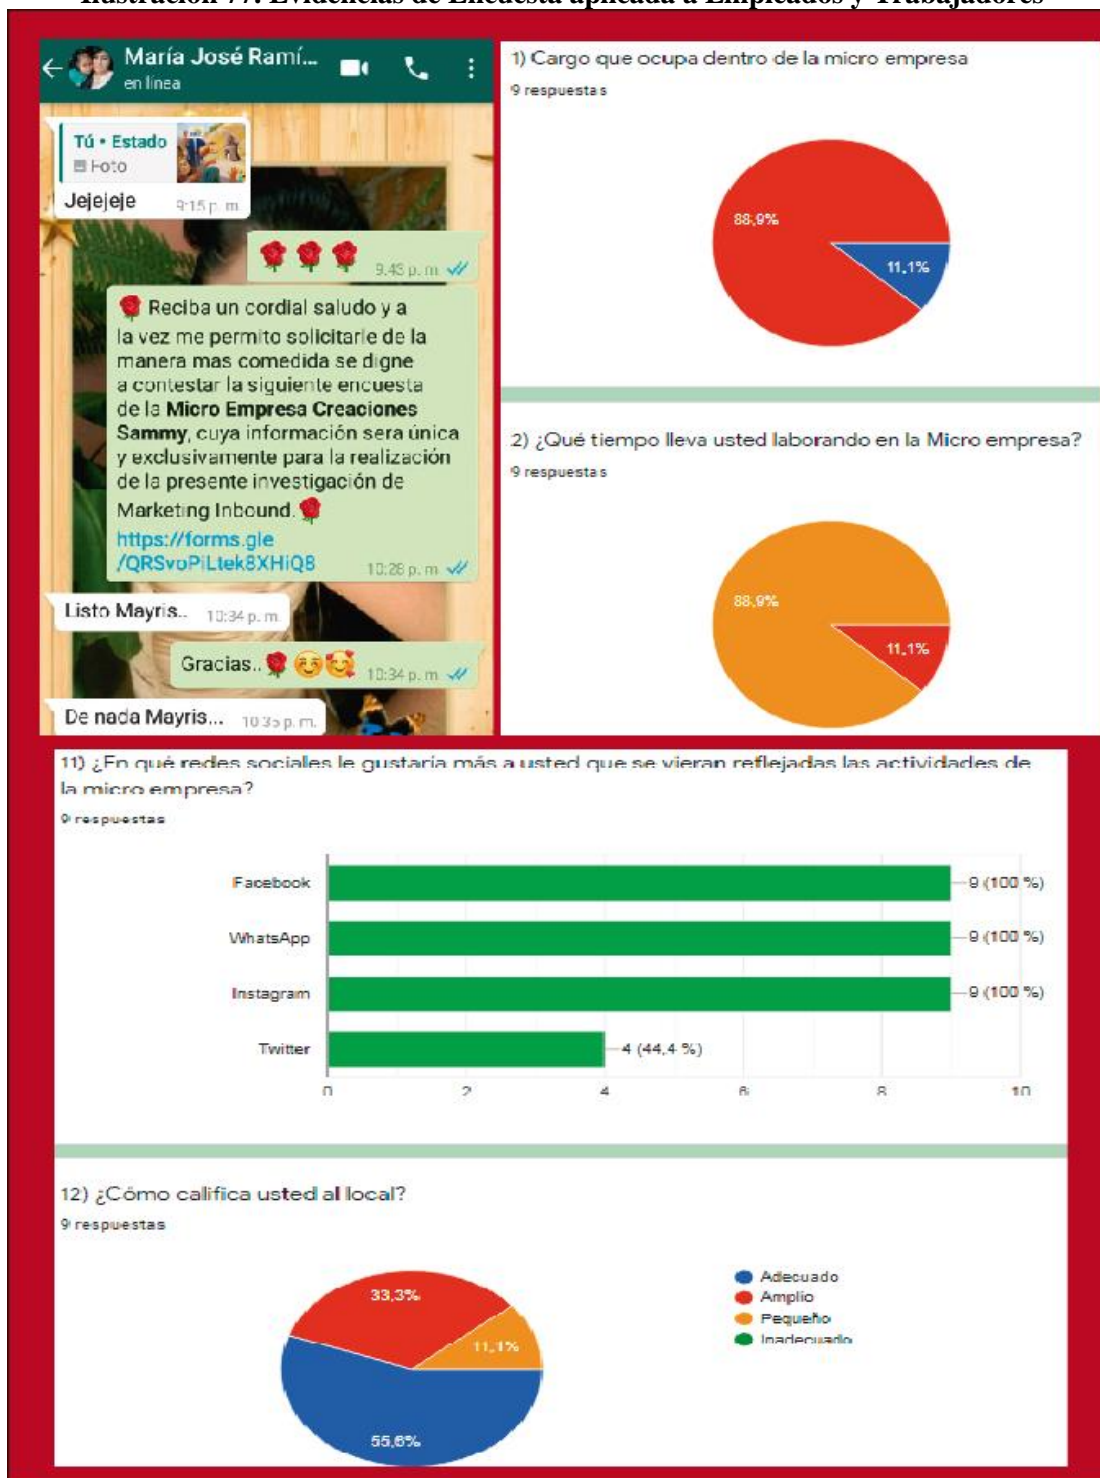 Ilustración 77. Evidencias de Encuesta aplicada a Empleados y Trabajadores
María José Ramí...
en línea
Tú • Estado
Foto
Jejejeje 9:15 p. m.
🌹 🌹 🌹 9:43 p. m.
🌹 Reciba un cordial saludo y a
la vez me permito solicitarle de la
manera mas comedida se digne
a contestar la siguiente encuesta
de la Micro Empresa Creaciones
Sammy, cuya información sera única
y exclusivamente para la realización
de la presente investigación de
Marketing Inbound.🌹
https://forms.gle
/QRSvoPiLtek8XHiQ8 10:28 p. m.
Listo Mayris.. 10:34 p. m.
Gracias..🌹☺️🥰 10:34 p. m.
De nada Mayris... 10:35 p. m.
1) Cargo que ocupa dentro de la micro empresa
9 respuestas
88,9%
11,1%
2) ¿Qué tiempo lleva usted laborando en la Micro empresa?
9 respuestas
88,9%
11,1%
11) ¿En qué redes sociales le gustaría más a usted que se vieran reflejadas las actividades de
la micro empresa?
9 respuestas
Facebook 9 (100 %)
WhatsApp 9 (100 %)
Instagram 9 (100 %)
Twitter 4 (44,4 %)
0 2 4 6 8 10
12) ¿Cómo califica usted al local?
9 respuestas
33,3%
11,1%
55,6%
Adecuado
Amplio
Pequeño
Inadecuado